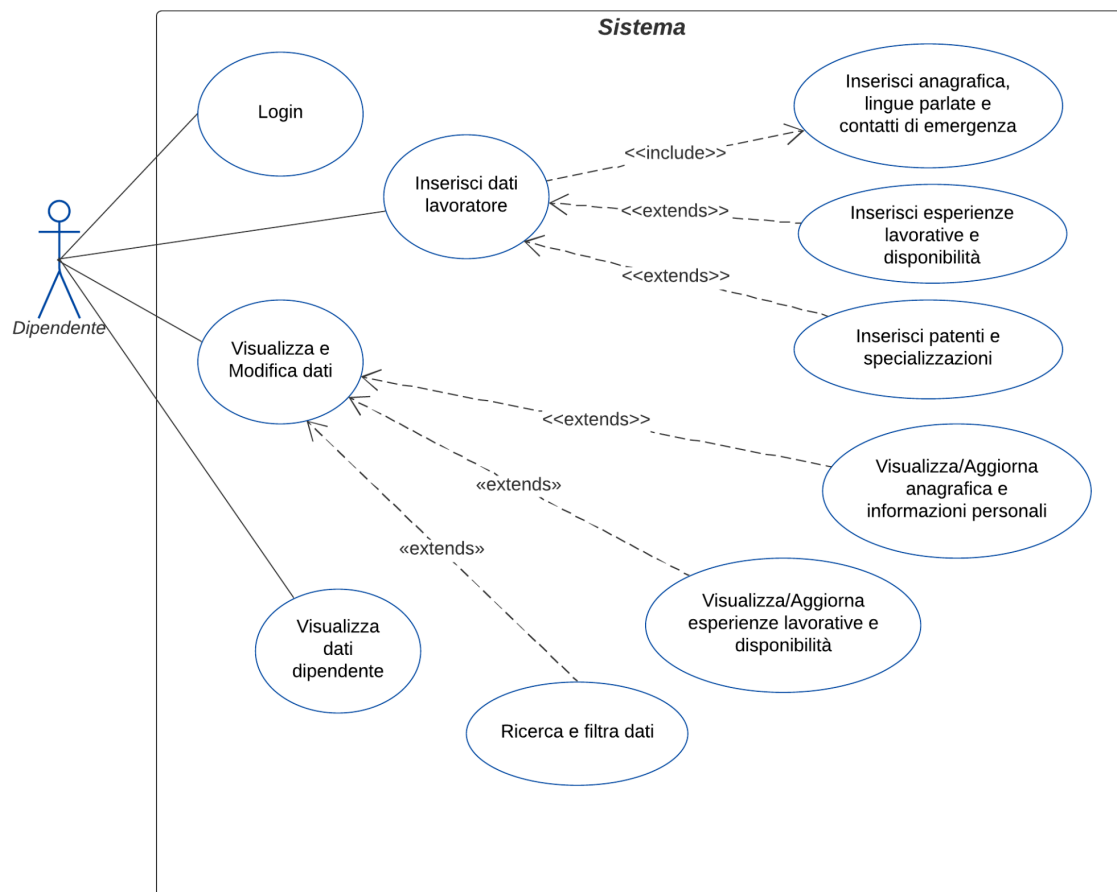 Sistema
Login
Inserisci anagrafica,
lingue parlate e
contatti di emergenza
<<include>>
Inserisci dati
lavoratore
<<extends>>
Inserisci esperienze
lavorative e
disponibilità
<<extends>>
Dipendente
Inserisci patenti e
specializzazioni
Visualizza e
Modifica dati
<<extends>>
Visualizza/Aggiorna
anagrafica e
informazioni personali
«extends»
«extends»
Visualizza/Aggiorna
esperienze lavorative e
disponibilità
Visualizza
dati
dipendente
Ricerca e filtra dati